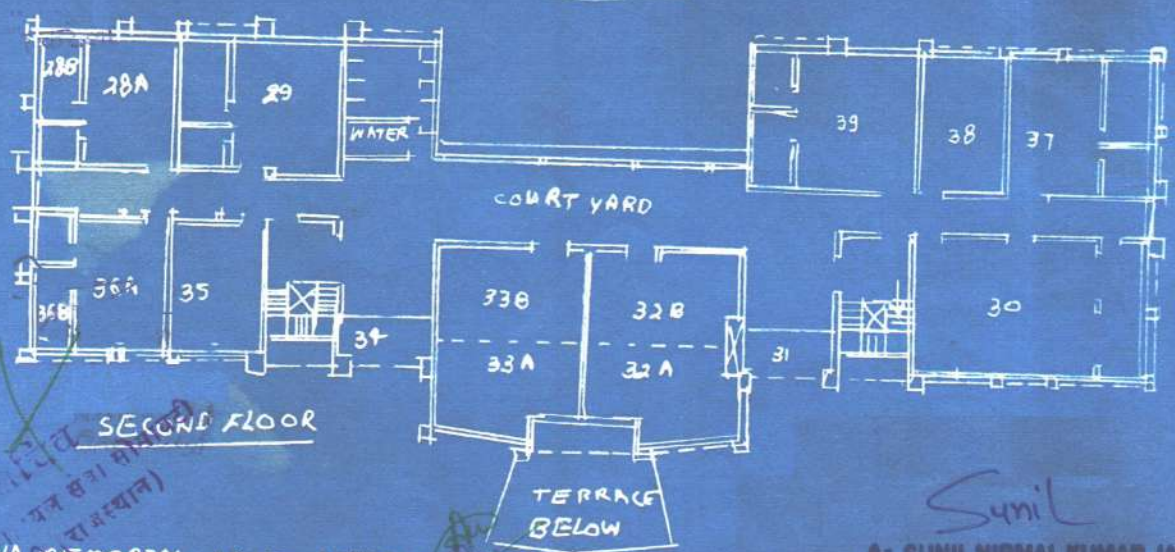 28B
28A
29
WATER
39
38
37
COURT YARD
36A
36B
35
34
33B
33A
32B
32A
31
30
SECOND FLOOR
TERRACE
BELOW
Sunil